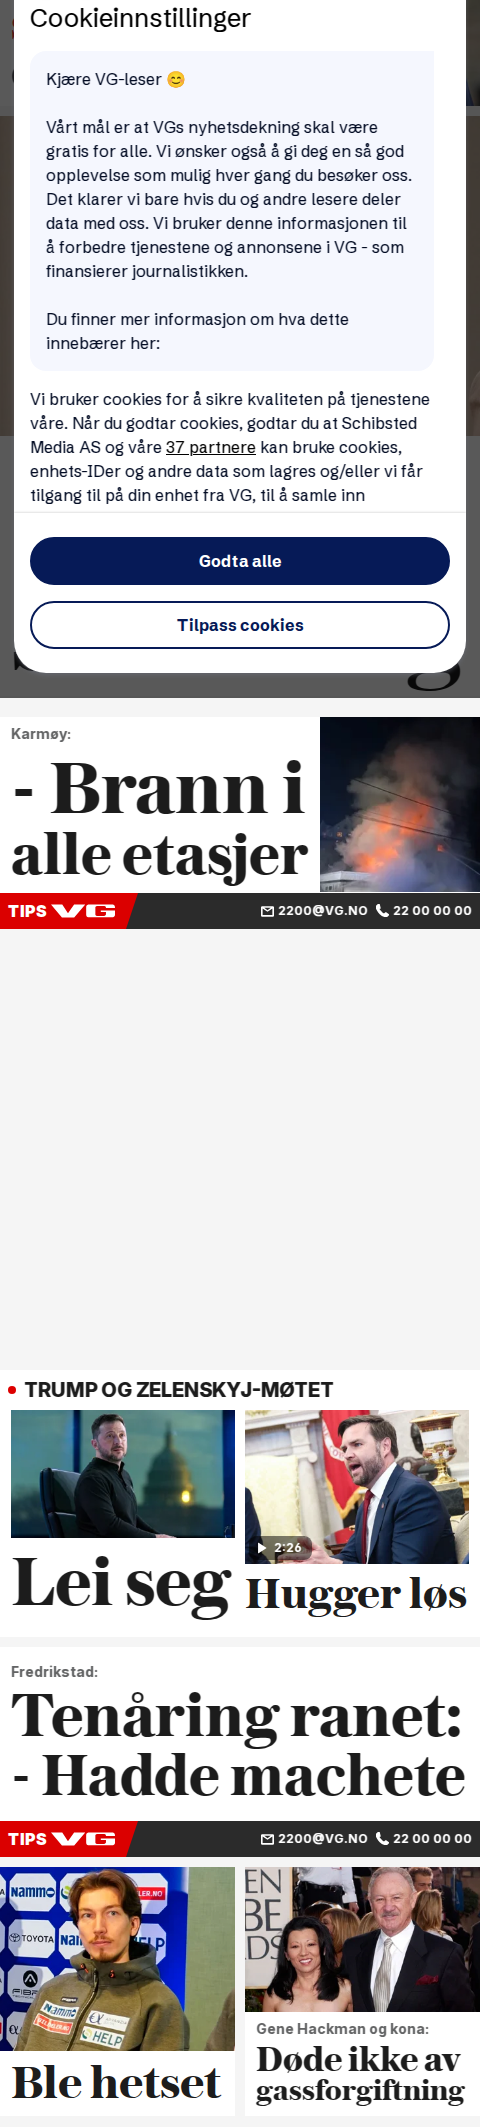 Cookieinnstillinger
Kjære VG-leser 😊
Vårt mål er at VGs nyhetsdekning skal være
gratis for alle. Vi ønsker også å gi deg en så god
opplevelse som mulig hver gang du besøker oss.
Det klarer vi bare hvis du og andre lesere deler
data med oss. Vi bruker denne informasjonen til
å forbedre tjenestene og annonsene i VG - som
finansierer journalistikken.
Du finner mer informasjon om hva dette
innebærer her:
Vi bruker cookies for å sikre kvaliteten på tjenestene
våre. Når du godtar cookies, godtar du at Schibsted
Media AS og våre 37 partnere kan bruke cookies,
enhets-IDer og andre data som lagres og/eller vi får
tilgang til på din enhet fra VG, til å samle inn
Godta alle
Tilpass cookies
Karmøy:
- Brann i
alle etasjer
TIPS VG 2200@VG.NO 22 00 00 00
TRUMP OG ZELENSKYJ-MØTET
2:26
Lei seg
Hugger løs
Fredrikstad:
Tenåring ranet:
- Hadde machete
TIPS VG 2200@VG.NO 22 00 00 00
Nammo
TOYOTA
HELP
Nammo
HELP
Ble hetset
Gene Hackman og kona:
Døde ikke av
gassforgiftning